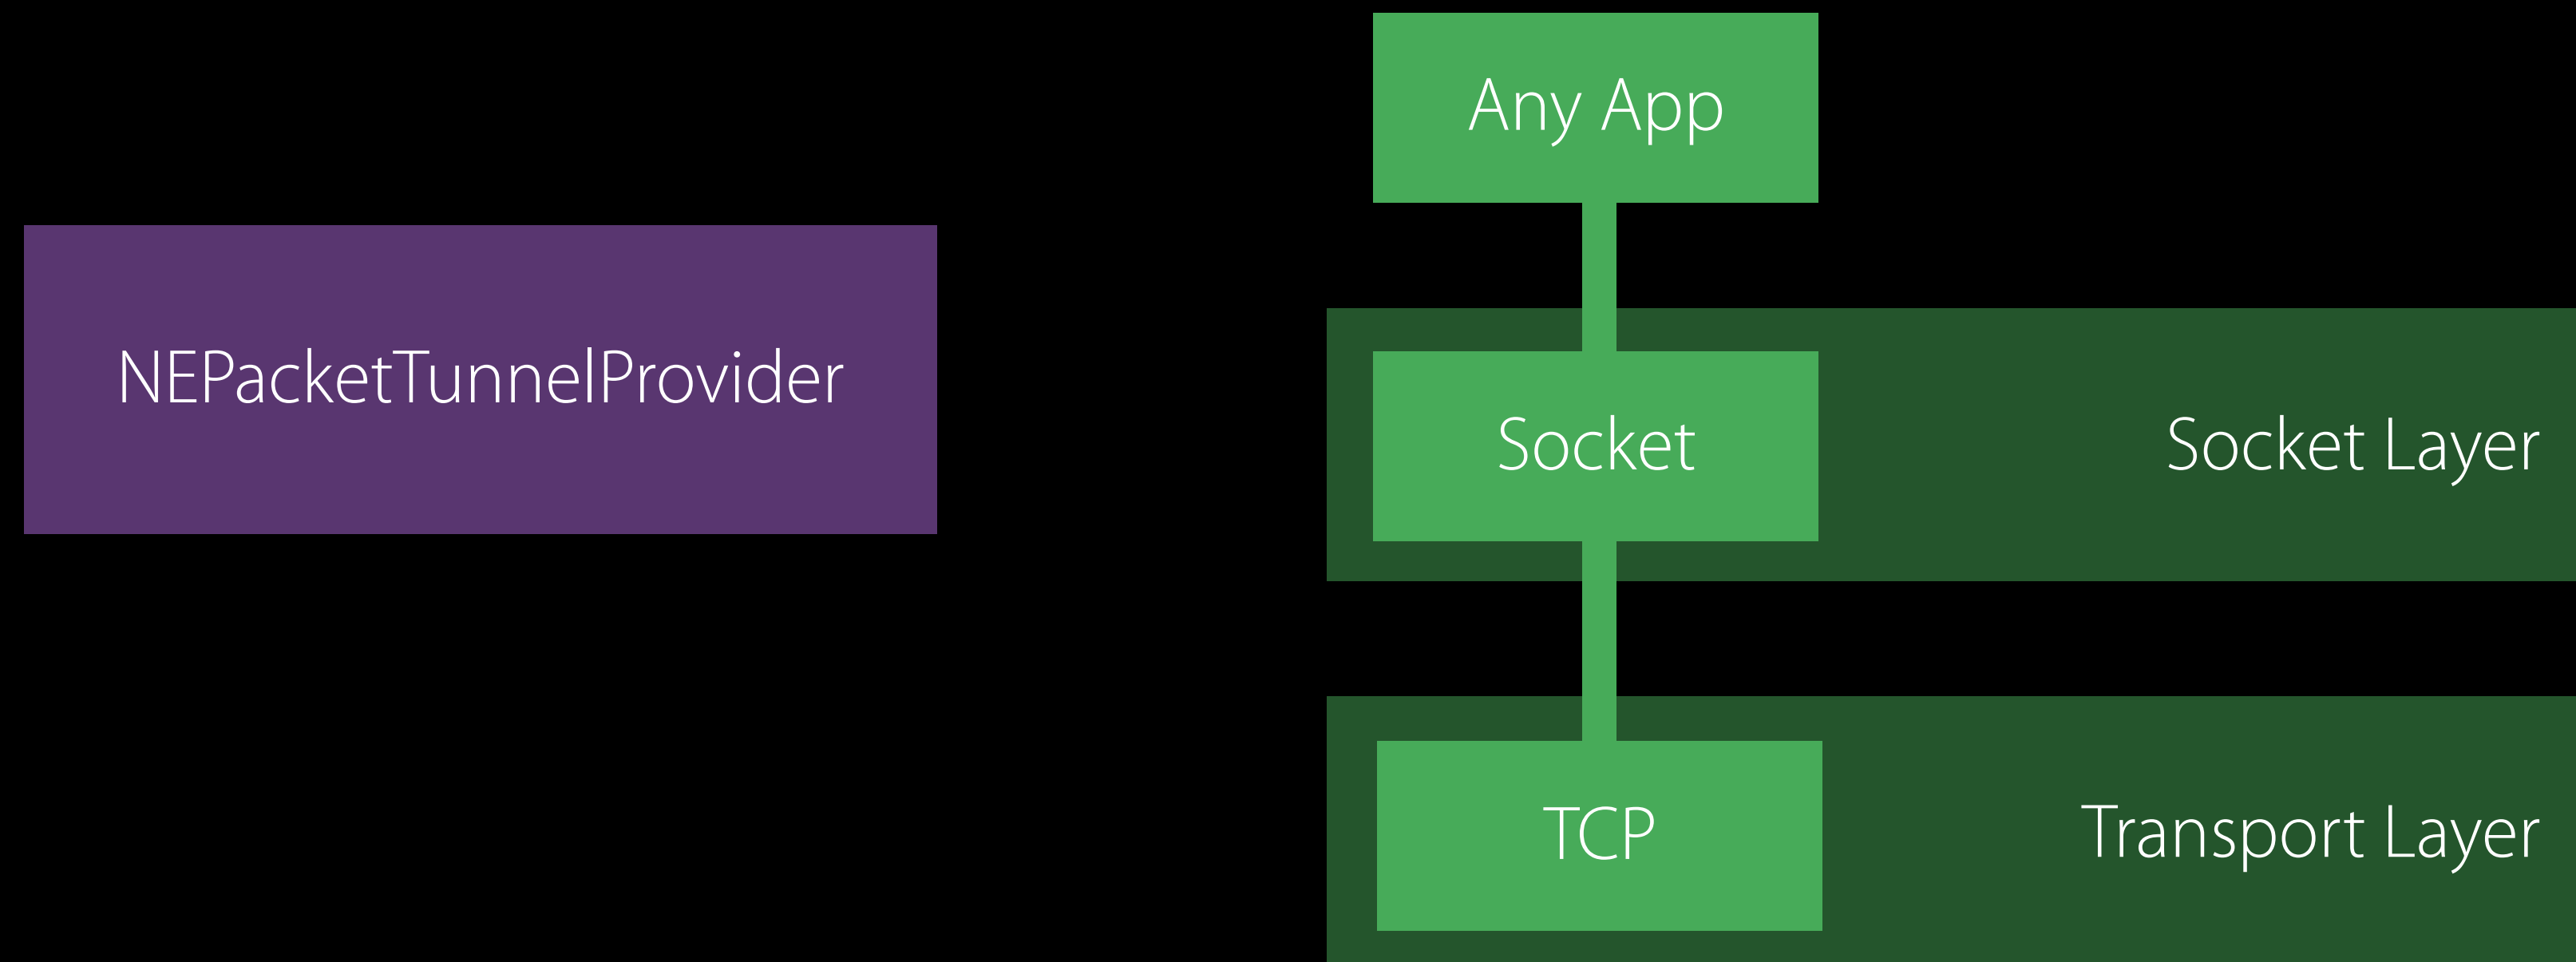 Any App
NEPacketTunnelProvider
Socket
Socket Layer
TCP
Transport Layer